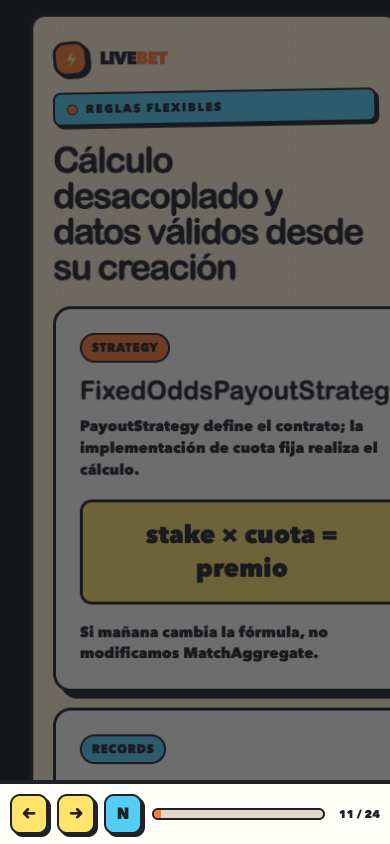 LIVEBET
REGLAS FLEXIBLES
Cálculo
desacoplado y
datos válidos desde
su creación
STRATEGY
FixedOddsPayoutStrateg
PayoutStrategy define el contrato; la
implementación de cuota fija realiza el
cálculo.
stake × cuota =
premio
Si mañana cambia la fórmula, no
modificamos MatchAggregate.
RECORDS
← → N 11 / 24